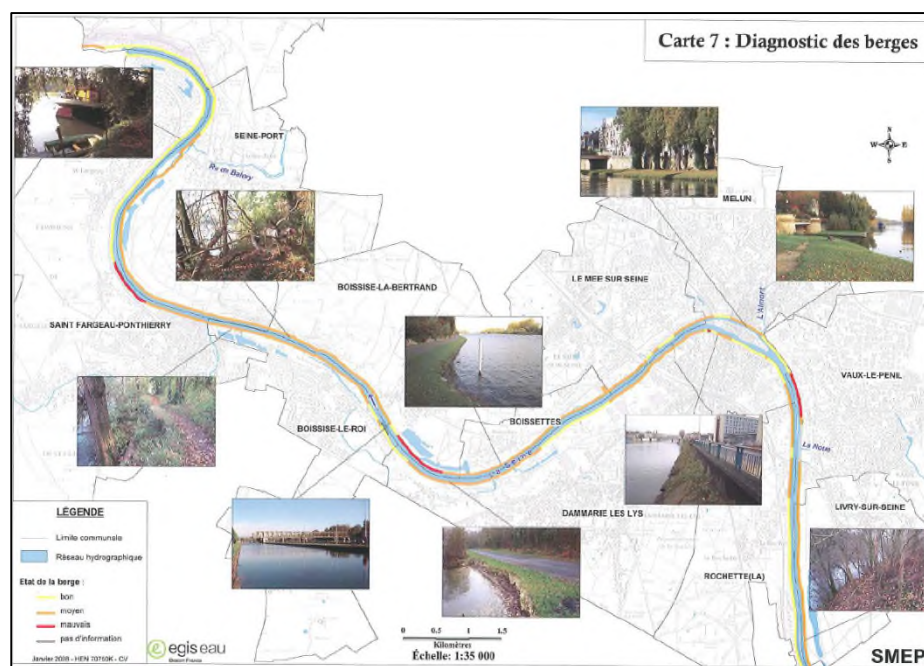 Carte 7 : Diagnostic des berges
N
W E
S
SEINE-PORT
Ru de Balory
MELUN
LE MEE SUR SEINE
L'Almont
BOISSISE-LA-BERTRAND
SAINT FARGEAU-PONTHIERRY
VAUX-LE-PENIL
BOISSETTES
BOISSISE-LE-ROI
La Seine
DAMMARIE LES LYS
LIVRY-SUR-SEINE
ROCHETTE(LA)
LÉGENDE
Limite communale
Réseau hydrographique
Etat de la berge :
bon
moyen
mauvais
pas d'information
egis eau
0 0.5 1.5
Kilomètres
Échelle: 1:35 000
SMEP